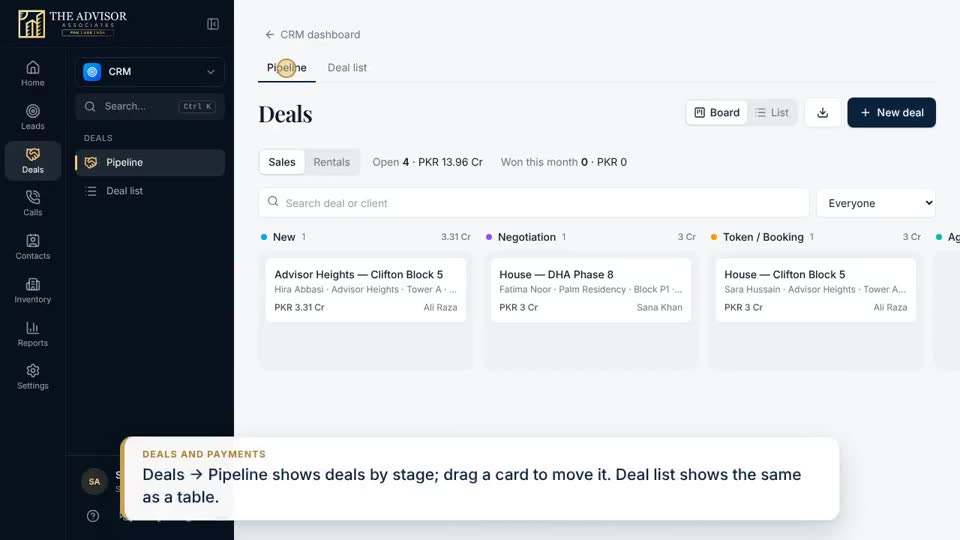 THE ADVISOR
ASSOCIATES
PAK | UAE | KSA
Home
Leads
Deals
Calls
Contacts
Inventory
Reports
Settings
SA
CRM
Search...
Ctrl K
DEALS
Pipeline
Deal list
CRM dashboard
Pipeline
Deal list
Deals
Board
List
New deal
Sales
Rentals
Open 4 · PKR 13.96 Cr
Won this month 0 · PKR 0
Search deal or client
Everyone
New 1
3.31 Cr
Advisor Heights — Clifton Block 5
Hira Abbasi · Advisor Heights · Tower A · ...
PKR 3.31 Cr
Ali Raza
Negotiation 1
3 Cr
House — DHA Phase 8
Fatima Noor · Palm Residency · Block P1 ·...
PKR 3 Cr
Sana Khan
Token / Booking 1
3 Cr
House — Clifton Block 5
Sara Hussain · Advisor Heights · Tower A...
PKR 3 Cr
Ali Raza
Ag
DEALS AND PAYMENTS
Deals → Pipeline shows deals by stage; drag a card to move it. Deal list shows the same
as a table.